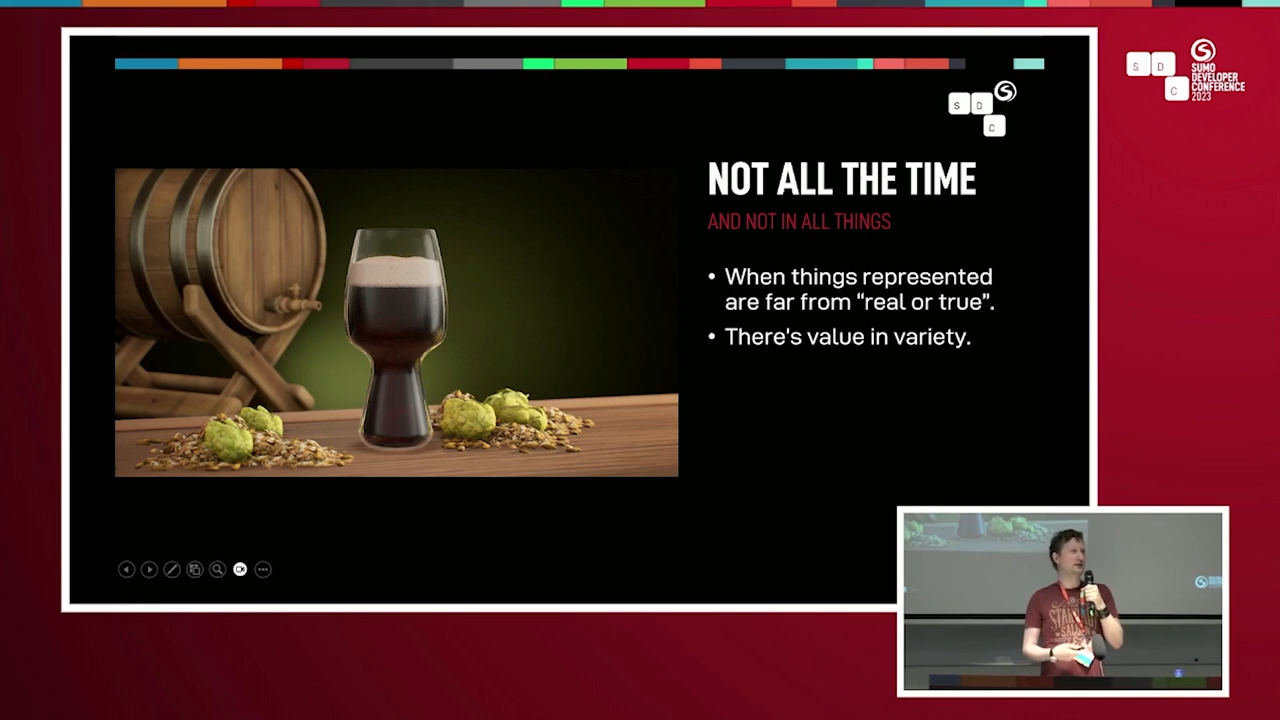 S D
C
SUMO
DEVELOPER
CONFERENCE
2023
S D
C
NOT ALL THE TIME
AND NOT IN ALL THINGS
• When things represented
are far from “real or true”.
• There’s value in variety.